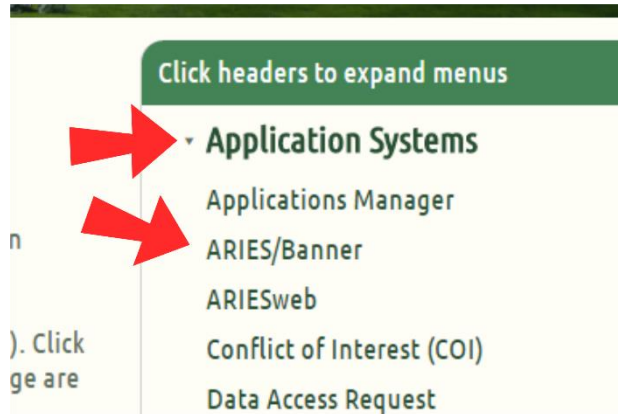 Click headers to expand menus
Application Systems
Applications Manager
n
ARIES/Banner
ARIESweb
). Click
Conflict of Interest (COI)
ge are
Data Access Request